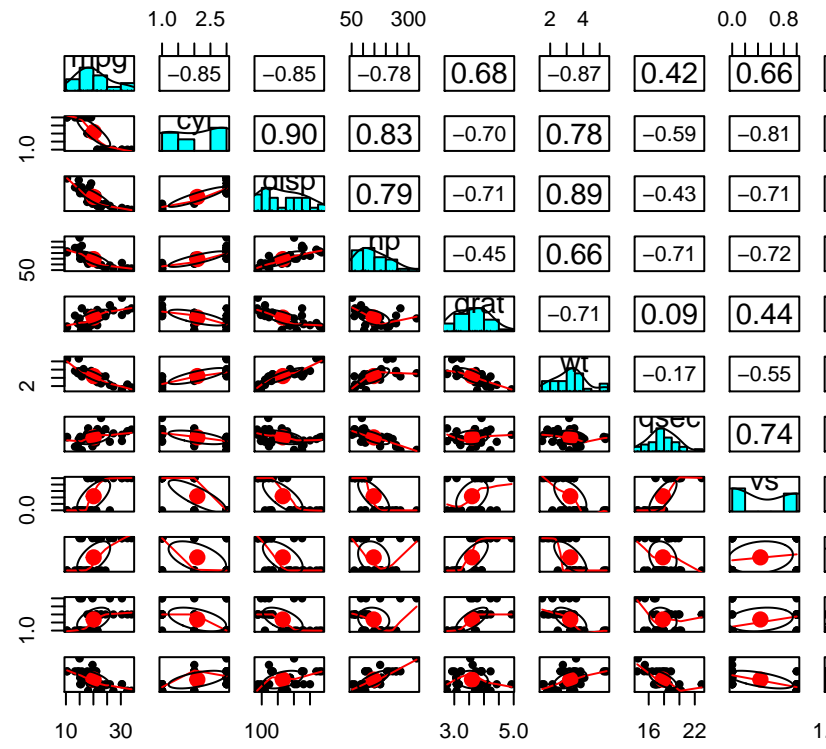 1.0 2.5 50 300 2 4 0.0 0.8
mpg −0.85 −0.85 −0.78 0.68 −0.87 0.42 0.66
1.0 cyl 0.90 0.83 −0.70 0.78 −0.59 −0.81
disp 0.79 −0.71 0.89 −0.43 −0.71
50 hp −0.45 0.66 −0.71 −0.72
drat −0.71 0.09 0.44
2 wt −0.17 −0.55
qsec 0.74
0.0 vs
1.0
10 30 100 3.0 5.0 16 22